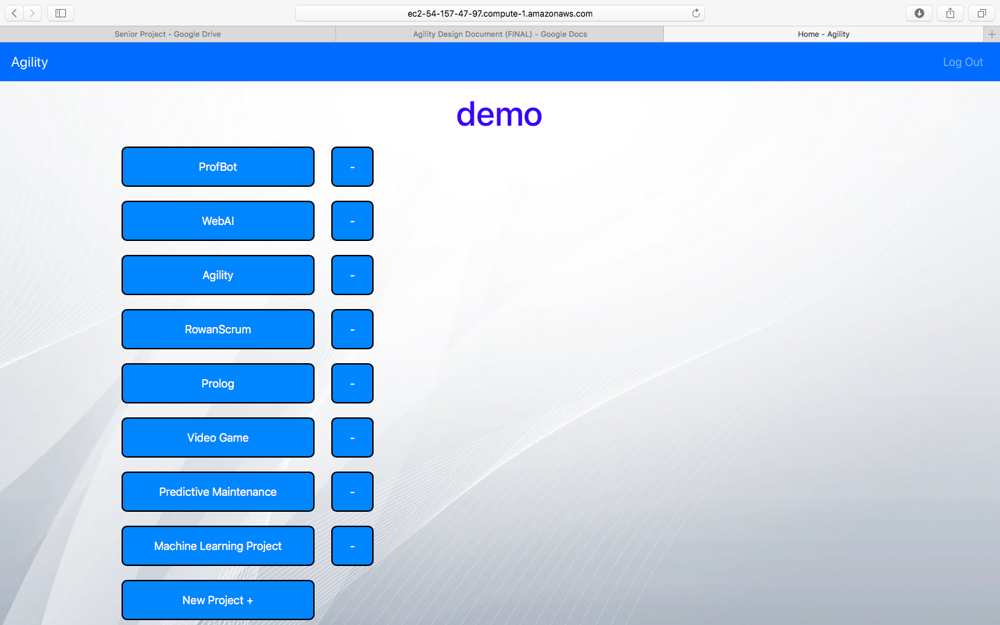 ec2-54-157-47-97.compute-1.amazonaws.com
Senior Project - Google Drive
Agility Design Document (FINAL) - Google Docs
Home - Agility
Agility
Log Out
demo
ProfBot -
WebAI -
Agility -
RowanScrum -
Prolog -
Video Game -
Predictive Maintenance -
Machine Learning Project -
New Project +